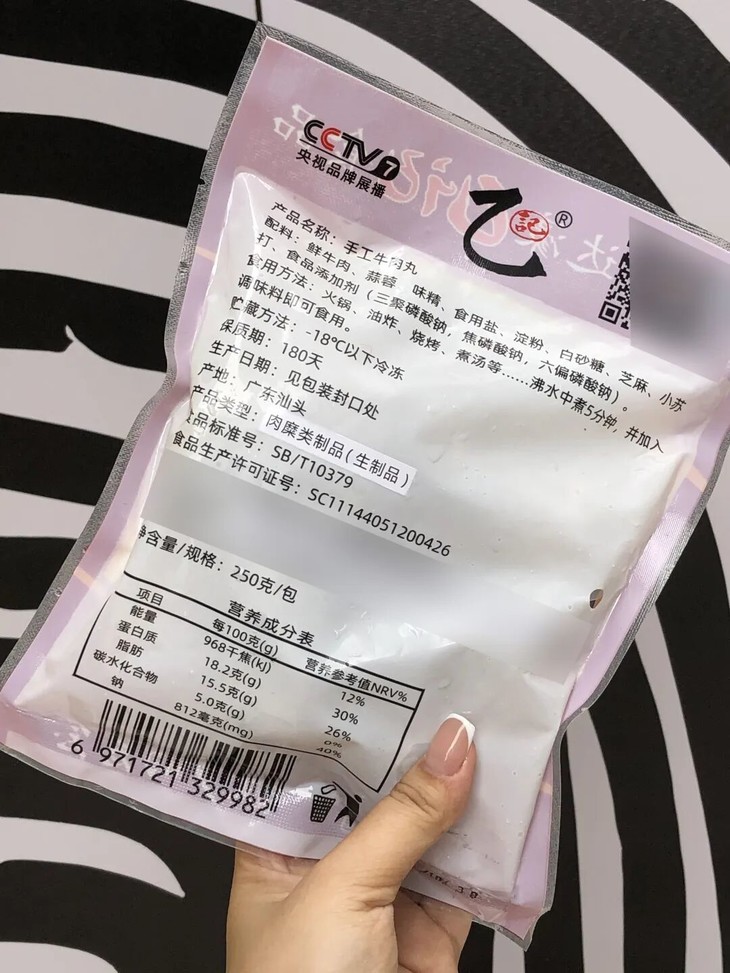 CCTV7
央视品牌展播
乙
記
®
产品名称：手工牛肉丸
配料：鲜牛肉、蒜蓉、味精、食用盐、淀粉、白砂糖、芝麻、小苏
打、食品添加剂（三聚磷酸钠，焦磷酸钠，六偏磷酸钠）。
食用方法：火锅、油炸、烧烤、煮汤等……沸水中煮5分钟，并加入
调味料即可食用。
贮藏方法：-18℃以下冷冻
保质期：180天
生产日期：见包装封口处
产地：广东汕头
产品类型：肉糜类制品(生制品)
品标准号：SB/T10379
食品生产许可证号：SC11144051200426
净含量/规格：250克/包
营养成分表
项目 每100克(g) 营养参考值NRV%
能量 968千焦(kj) 12%
蛋白质 18.2克(g) 30%
脂肪 15.5克(g) 26%
碳水化合物 5.0克(g) 0%
钠 812毫克(mg) 40%
6 971721 329982